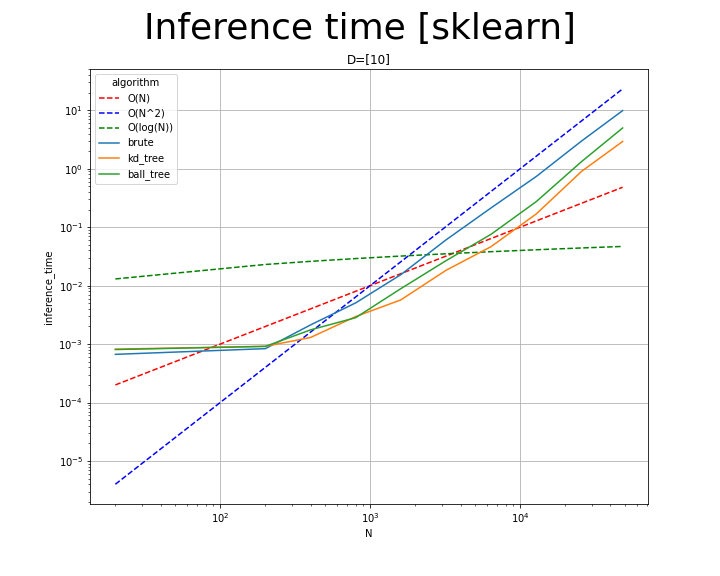 Inference time [sklearn]
D=[10]
algorithm
O(N)
O(N^2)
O(log(N))
brute
kd_tree
ball_tree
inference_time
10¹
10⁰
10⁻¹
10⁻²
10⁻³
10⁻⁴
10⁻⁵
10² 10³ 10⁴
N